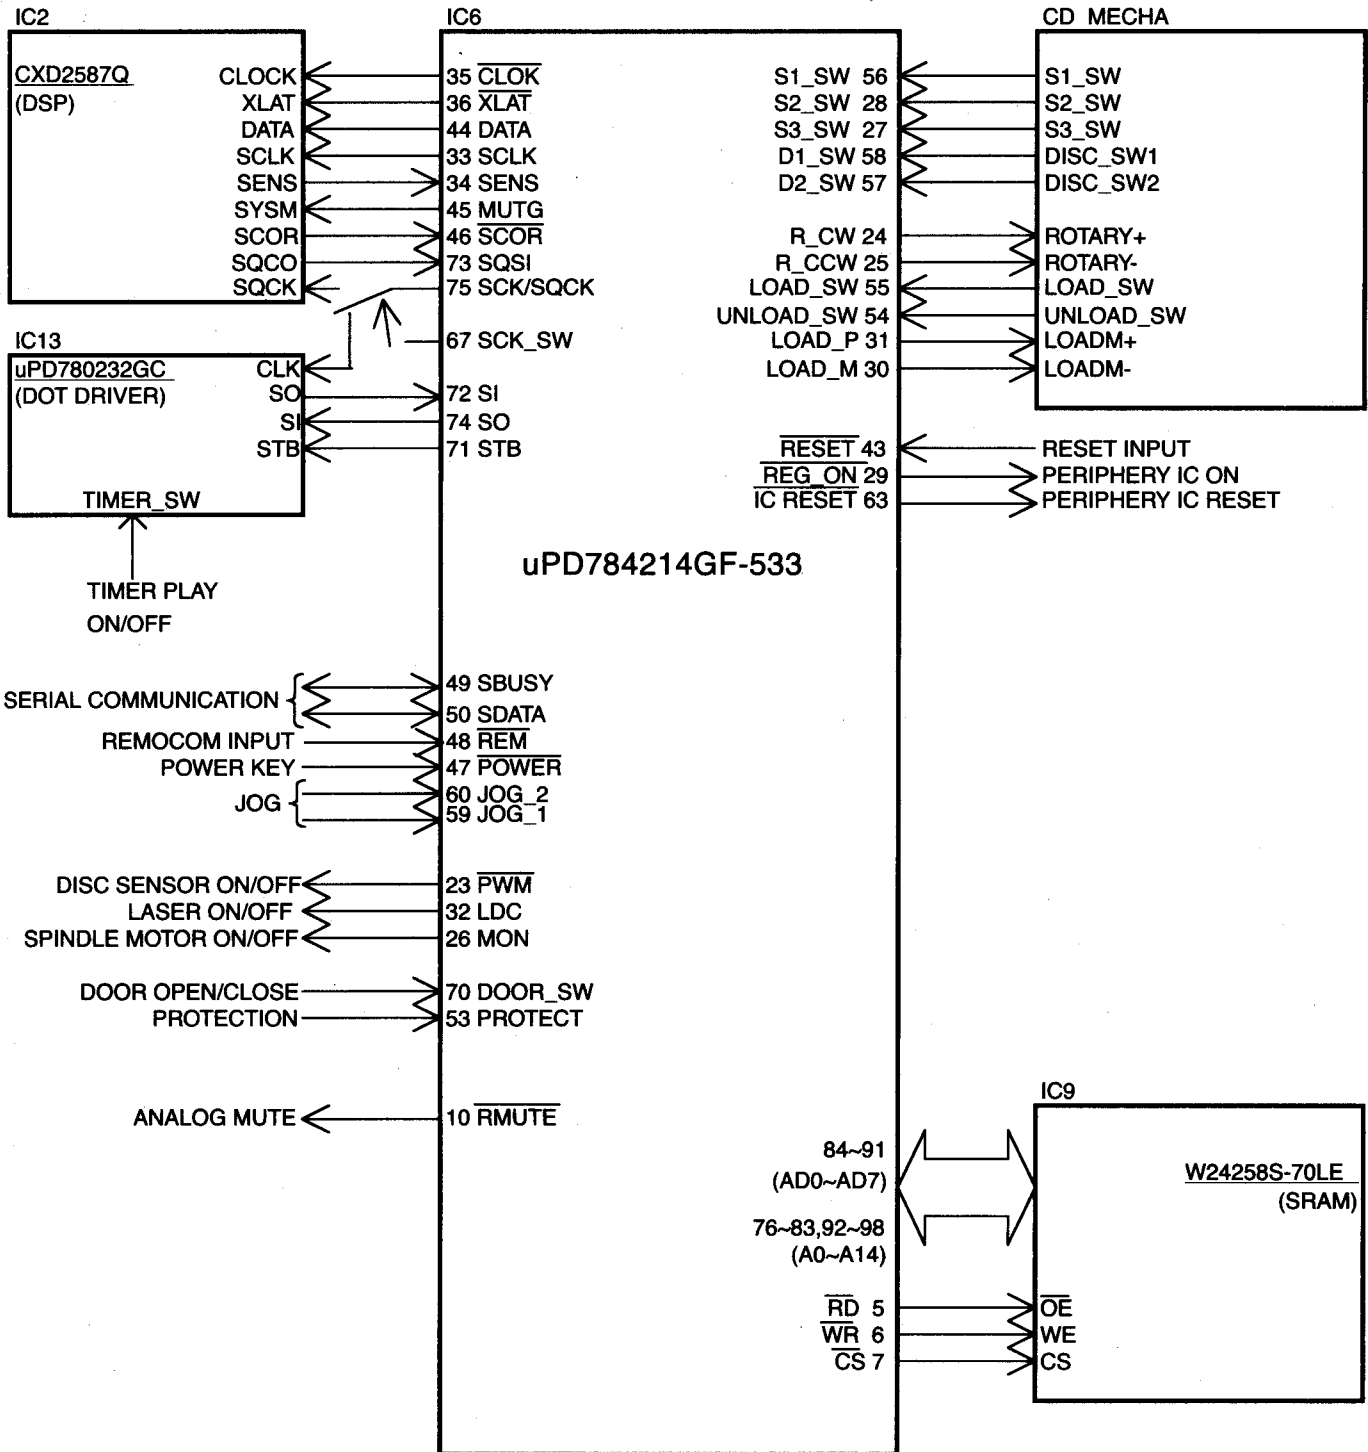 IC2
CXD2587Q
(DSP)
CLOCK
XLAT
DATA
SCLK
SENS
SYSM
SCOR
SQCO
SQCK
IC13
uPD780232GC
(DOT DRIVER)
CLK
SO
SI
STB
TIMER_SW
TIMER PLAY
ON/OFF
SERIAL COMMUNICATION
REMOCOM INPUT
POWER KEY
JOG
DISC SENSOR ON/OFF
LASER ON/OFF
SPINDLE MOTOR ON/OFF
DOOR OPEN/CLOSE
PROTECTION
ANALOG MUTE
IC6
35 CLOK
36 XLAT
44 DATA
33 SCLK
34 SENS
45 MUTG
46 SCOR
73 SQSI
75 SCK/SQCK
67 SCK_SW
72 SI
74 SO
71 STB
uPD784214GF-533
49 SBUSY
50 SDATA
48 REM
47 POWER
60 JOG_2
59 JOG_1
23 PWM
32 LDC
26 MON
70 DOOR_SW
53 PROTECT
10 RMUTE
S1_SW 56
S2_SW 28
S3_SW 27
D1_SW 58
D2_SW 57
R_CW 24
R_CCW 25
LOAD_SW 55
UNLOAD_SW 54
LOAD_P 31
LOAD_M 30
RESET 43
REG_ON 29
IC RESET 63
84~91
(AD0~AD7)
76~83,92~98
(A0~A14)
RD 5
WR 6
CS 7
CD MECHA
S1_SW
S2_SW
S3_SW
DISC_SW1
DISC_SW2
ROTARY+
ROTARY-
LOAD_SW
UNLOAD_SW
LOADM+
LOADM-
RESET INPUT
PERIPHERY IC ON
PERIPHERY IC RESET
IC9
W24258S-70LE
(SRAM)
OE
WE
CS